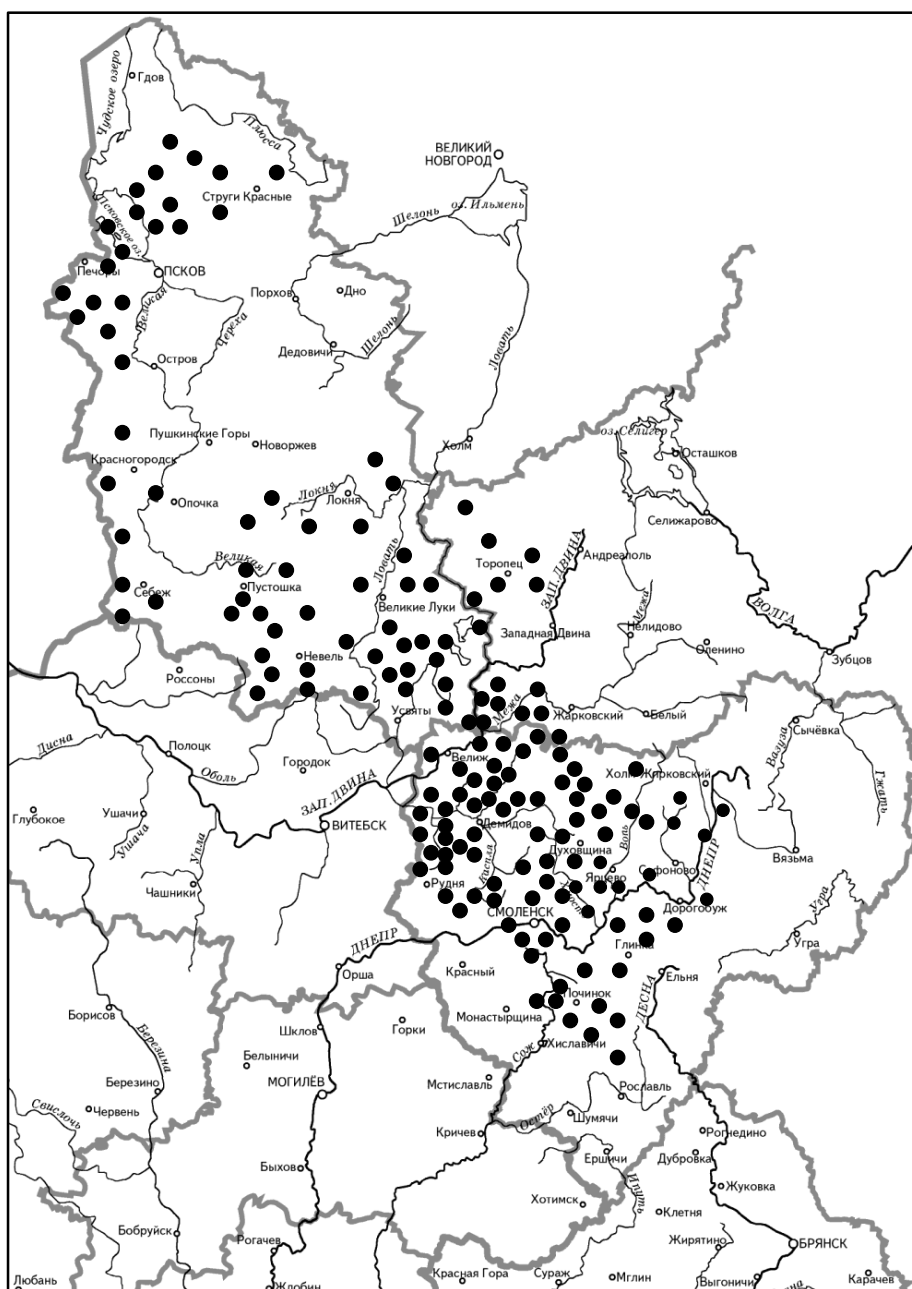 Гдов
Чудское озеро
Плюсса
ВЕЛИКИЙ
НОВГОРОД
Струги Красные
оз. Ильмень
Шелонь
Псковское оз.
Печоры
ПСКОВ
Великая
Череха
Порхов
Дно
Шелонь
Дедовичи
Остров
Ловать
Пушкинские Горы
Новоржев
Холм
оз. Селигер
Осташков
Красногородск
Опочка
Локня
Локня
Селижарово
Великая
Ловать
Торопец
ЗАП. ДВИНА
Андреаполь
Себеж
Пустошка
Великие Луки
Межа
ВОЛГА
Западная Двина
Нелидово
Оленино
Зубцов
Невель
Россоны
Усвяты
Межа
Жарковский
Белый
Сычёвка
Дисна
Полоцк
Оболь
Городок
Велиж
Вазуза
Гжать
Холм-Жирковский
ЗАП. ДВИНА
Глубокое
Ушачи
Ушача
Улла
ВИТЕБСК
Демидов
Духовщина
Вопь
Вязьма
Каспля
Чашники
Рудня
Ярцево
Сафоново
ДНЕПР
Хмость
СМОЛЕНСК
Дорогобуж
Угра
Угра
ДНЕПР
Глинка
Орша
Красный
Ельня
Борисов
Березина
Починок
ДЕСНА
Монастырщина
Шклов
Горки
Сож
Хиславичи
Белыничи
МОГИЛЁВ
Мстиславль
Рославль
Березино
Свислочь
Червень
Остёр
Шумячи
Кричев
Рогнедино
Ершичи
Дубровка
Быхов
Ипуть
Жуковка
Хотимск
Клетня
Бобруйск
Рогачев
Жирятино
БРЯНСК
Любань
Жлобин
Красная Гора
Сураж
Мглин
Выгоничи
Карачев